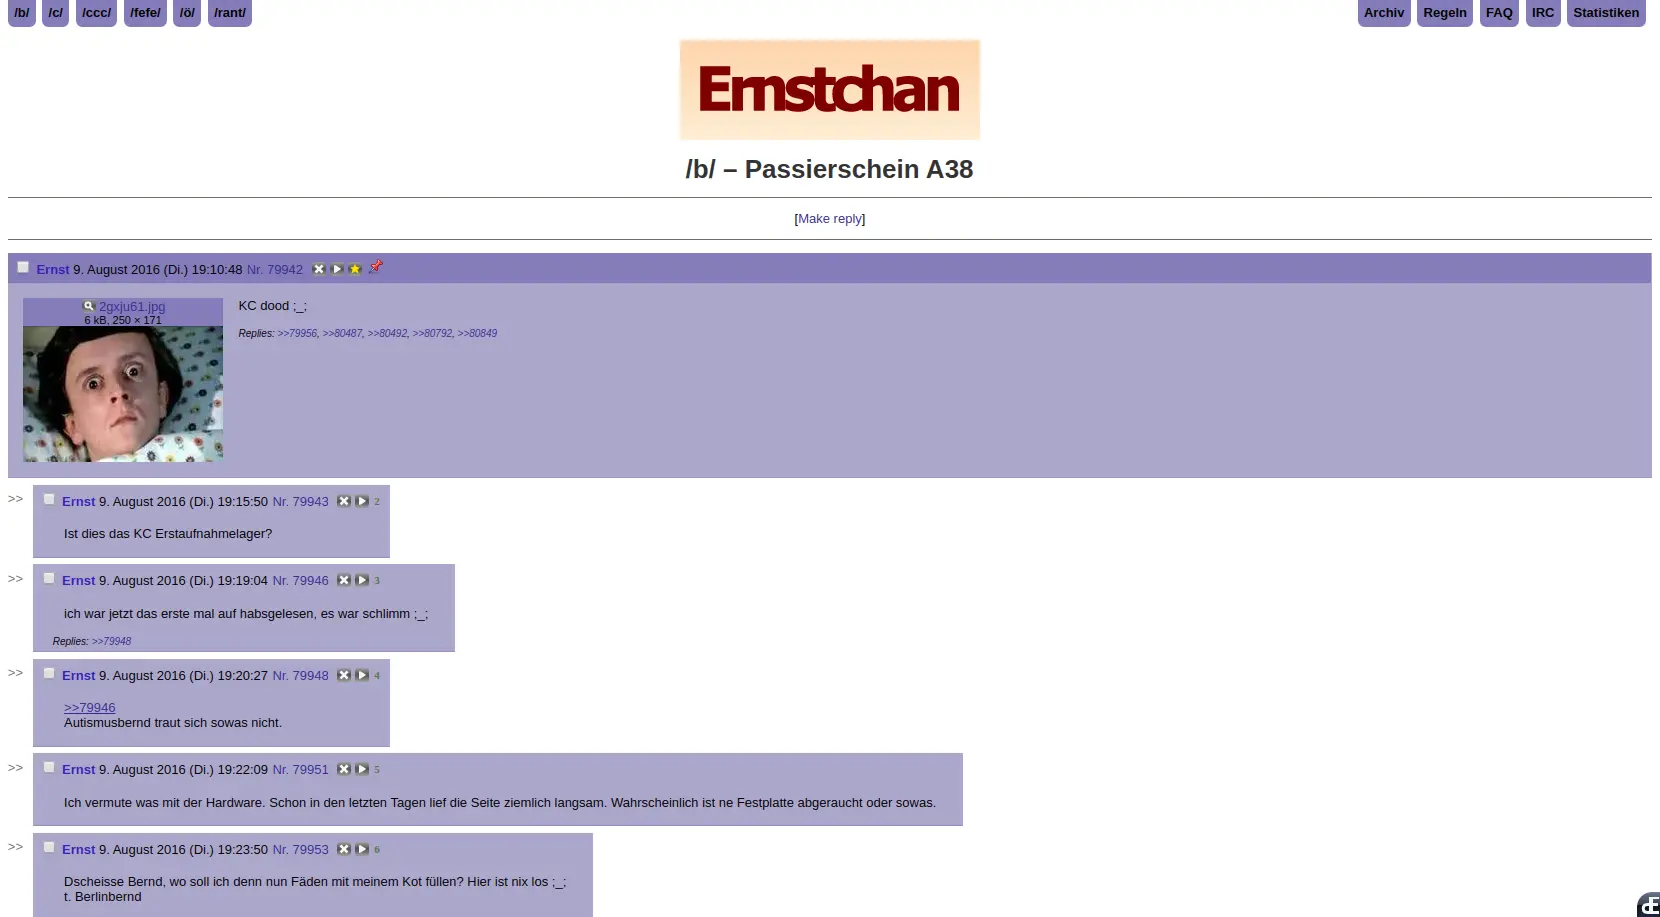 /b/ /c/ /ccc/ /fefe/ /ö/ /rant/ Archiv Regeln FAQ IRC Statistiken
Ernstchan
/b/ – Passierschein A38
[Make reply]
Ernst 9. August 2016 (Di.) 19:10:48 Nr. 79942
2gxju61.jpg
6 kB, 250 × 171
KC dood ;_;
Replies: >>79956, >>80487, >>80492, >>80792, >>80849
>> Ernst 9. August 2016 (Di.) 19:15:50 Nr. 79943 2
Ist dies das KC Erstaufnahmelager?
>> Ernst 9. August 2016 (Di.) 19:19:04 Nr. 79946 3
ich war jetzt das erste mal auf habsgelesen, es war schlimm ;_;
Replies: >>79948
>> Ernst 9. August 2016 (Di.) 19:20:27 Nr. 79948 4
>>79946
Autismusbernd traut sich sowas nicht.
>> Ernst 9. August 2016 (Di.) 19:22:09 Nr. 79951 5
Ich vermute was mit der Hardware. Schon in den letzten Tagen lief die Seite ziemlich langsam. Wahrscheinlich ist ne Festplatte abgeraucht oder sowas.
>> Ernst 9. August 2016 (Di.) 19:23:50 Nr. 79953 6
Dscheisse Bernd, wo soll ich denn nun Fäden mit meinem Kot füllen? Hier ist nix los ;_;
t. Berlinbernd